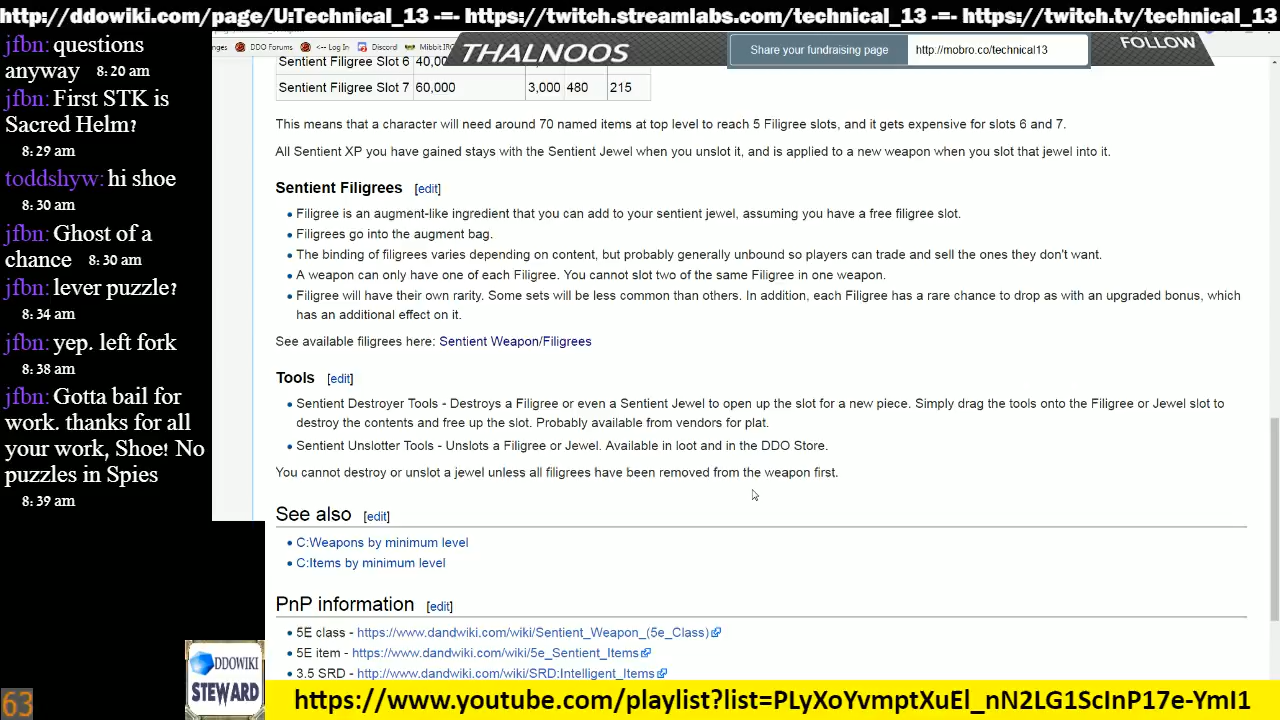 http://ddowiki.com/page/U:Technical_13 -=- https://twitch.streamlabs.com/technical_13 -=- https://twitch.tv/technical_13
jfbn: questions
anyway 8:20 am
jfbn: First STK is
Sacred Helm?
8:29 am
toddshyw: hi shoe
8:30 am
jfbn: Ghost of a
chance 8:30 am
jfbn: lever puzzle?
8:34 am
jfbn: yep. left fork
8:38 am
jfbn: Gotta bail for
work. thanks for all
your work, Shoe! No
puzzles in Spies
8:39 am
DDO Forums <-- Log In Discord Mibbit
THALNOOS
Share your fundraising page http://mobro.co/technical13
FOLLOW
Sentient Filigree Slot 6 40,00
Sentient Filigree Slot 7 60,000 3,000 480 215
This means that a character will need around 70 named items at top level to reach 5 Filigree slots, and it gets expensive for slots 6 and 7.
All Sentient XP you have gained stays with the Sentient Jewel when you unslot it, and is applied to a new weapon when you slot that jewel into it.
Sentient Filigrees [edit]
• Filigree is an augment-like ingredient that you can add to your sentient jewel, assuming you have a free filigree slot.
• Filigrees go into the augment bag.
• The binding of filigrees varies depending on content, but probably generally unbound so players can trade and sell the ones they don't want.
• A weapon can only have one of each Filigree. You cannot slot two of the same Filigree in one weapon.
• Filigree will have their own rarity. Some sets will be less common than others. In addition, each Filigree has a rare chance to drop as with an upgraded bonus, which
has an additional effect on it.
See available filigrees here: Sentient Weapon/Filigrees
Tools [edit]
• Sentient Destroyer Tools - Destroys a Filigree or even a Sentient Jewel to open up the slot for a new piece. Simply drag the tools onto the Filigree or Jewel slot to
destroy the contents and free up the slot. Probably available from vendors for plat.
• Sentient Unslotter Tools - Unslots a Filigree or Jewel. Available in loot and in the DDO Store.
You cannot destroy or unslot a jewel unless all filigrees have been removed from the weapon first.
See also [edit]
• C:Weapons by minimum level
• C:Items by minimum level
PnP information [edit]
• 5E class - https://www.dandwiki.com/wiki/Sentient_Weapon_(5e_Class)
• 5E item - https://www.dandwiki.com/wiki/5e_Sentient_Items
• 3.5 SRD - http://www.dandwiki.com/wiki/SRD:Intelligent_Items
DDOWIKI
STEWARD
63
https://www.youtube.com/playlist?list=PLyXoYvmptXuEl_nN2LG1ScInP17e-YmI1